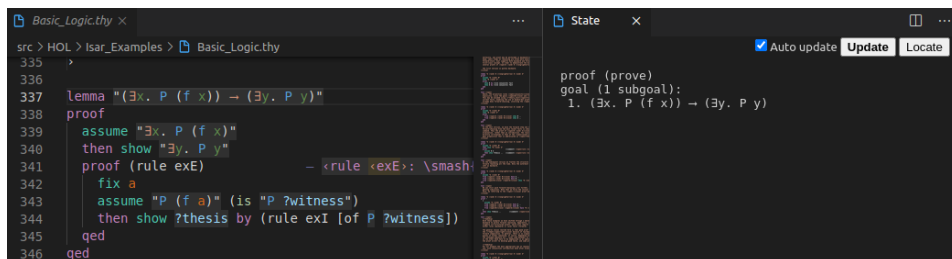 Basic_Logic.thy
State
src > HOL > Isar_Examples > Basic_Logic.thy
Auto update Update Locate
335 ›
336
337 lemma "(∃x. P (f x)) ⟶ (∃y. P y)"
338 proof
339 assume "∃x. P (f x)"
340 then show "∃y. P y"
341 proof (rule exE) — ‹rule ‹exE›: \smash{
342 fix a
343 assume "P (f a)" (is "P ?witness")
344 then show ?thesis by (rule exI [of P ?witness])
345 qed
346 qed
proof (prove)
goal (1 subgoal):
1. (∃x. P (f x)) ⟶ (∃y. P y)